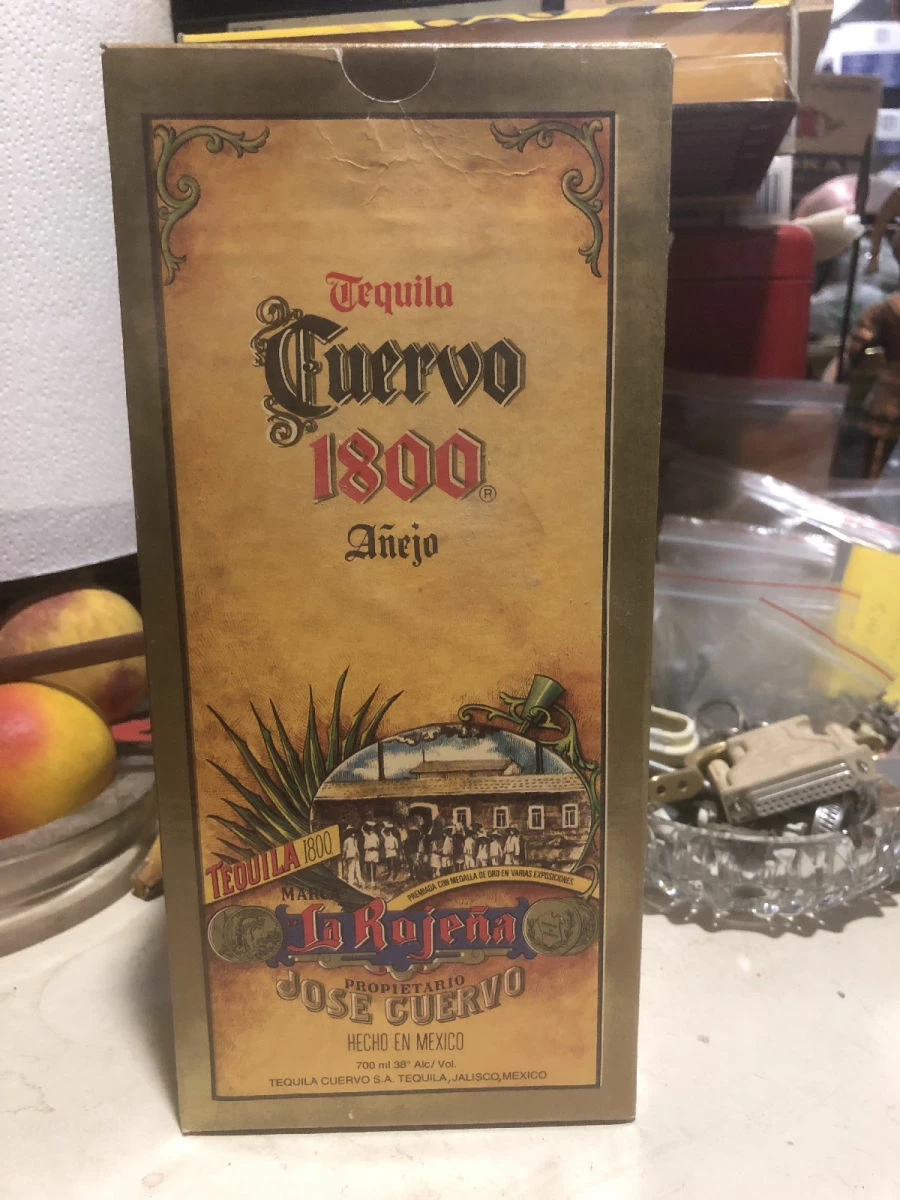 Tequila
Cuervo
1800
®
Añejo
TEQUILA 1800
MARCA
PREMIADA CON MEDALLA DE ORO EN VARIAS EXPOSICIONES
La Rojeña
PROPIETARIO
JOSE CUERVO
HECHO EN MEXICO
700 ml 38° Alc/Vol.
TEQUILA CUERVO S.A. TEQUILA, JALISCO, MEXICO